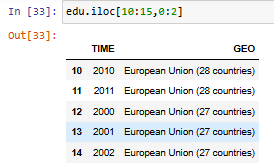 In [33]: edu.iloc[10:15,0:2]
Out[33]:
TIME GEO
10 2010 European Union (28 countries)
11 2011 European Union (28 countries)
12 2000 European Union (27 countries)
13 2001 European Union (27 countries)
14 2002 European Union (27 countries)